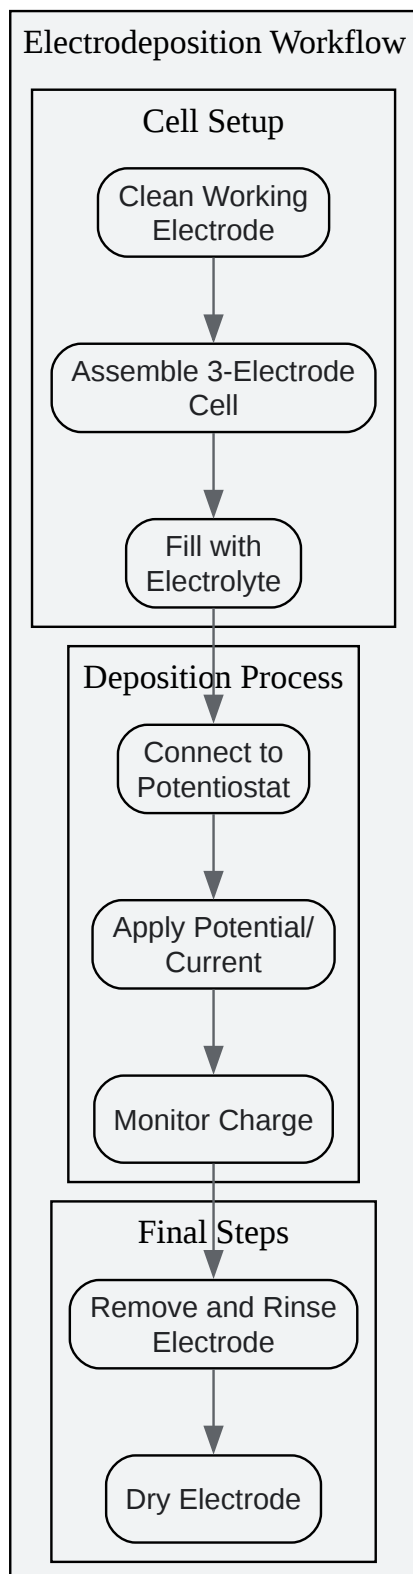 Electrodeposition Workflow
Cell Setup
Clean Working
Electrode
Assemble 3-Electrode
Cell
Fill with
Electrolyte
Deposition Process
Connect to
Potentiostat
Apply Potential/
Current
Monitor Charge
Final Steps
Remove and Rinse
Electrode
Dry Electrode